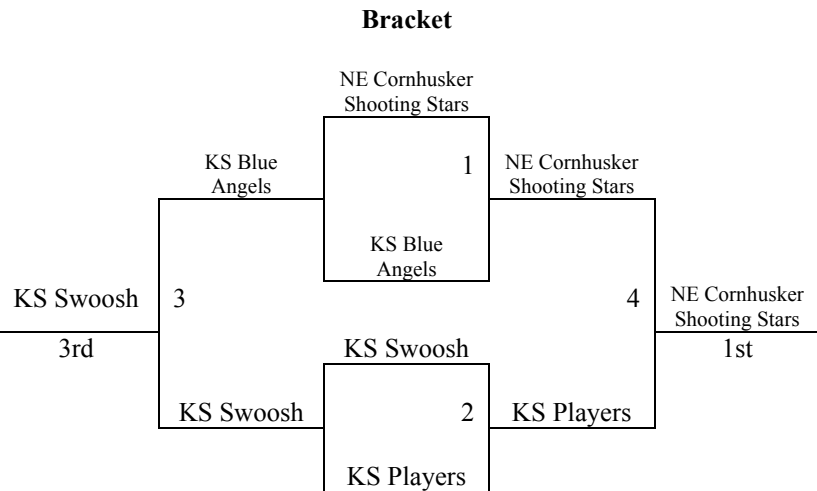 Bracket
NE Cornhusker
Shooting Stars
KS Blue
Angels
1
NE Cornhusker
Shooting Stars
KS Blue
Angels
KS Swoosh
3
4
NE Cornhusker
Shooting Stars
3rd
KS Swoosh
1st
KS Swoosh
2
KS Players
KS Players